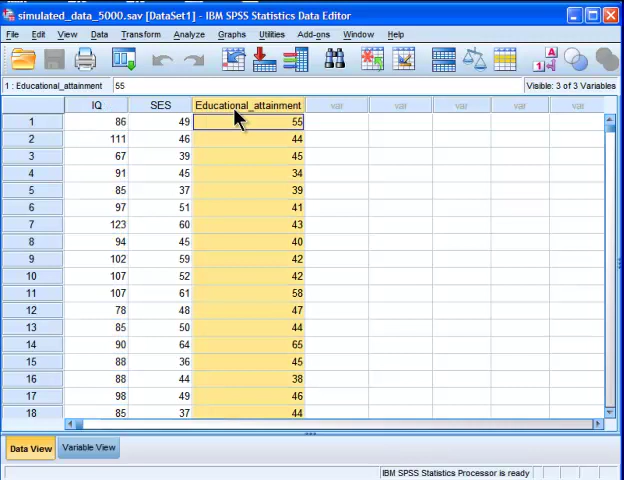 simulated_data_5000.sav [DataSet1] - IBM SPSS Statistics Data Editor
File Edit View Data Transform Analyze Graphs Utilities Add-ons Window Help
1 : Educational_attainment 55 Visible: 3 of 3 Variables
IQ SES Educational_attainment var var var var var
1 86 49 55
2 111 46 44
3 67 39 45
4 91 45 34
5 85 37 39
6 97 51 41
7 123 60 43
8 94 45 40
9 102 59 42
10 107 52 42
11 107 61 58
12 78 48 47
13 85 50 44
14 90 64 65
15 88 36 45
16 88 44 38
17 98 49 46
18 85 37 44
Data View Variable View
IBM SPSS Statistics Processor is ready